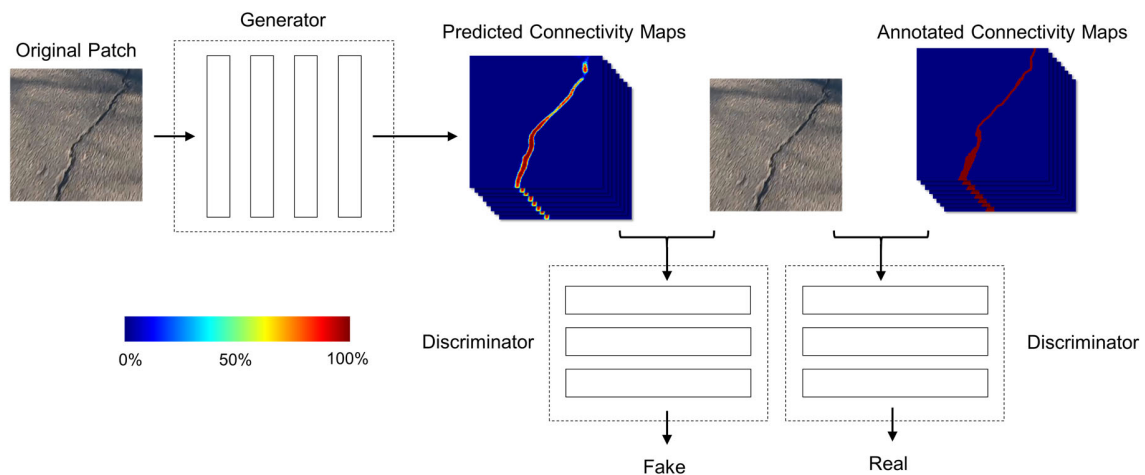 Generator
Original Patch
Predicted Connectivity Maps
Annotated Connectivity Maps
0%
50%
100%
Discriminator
Discriminator
Fake
Real